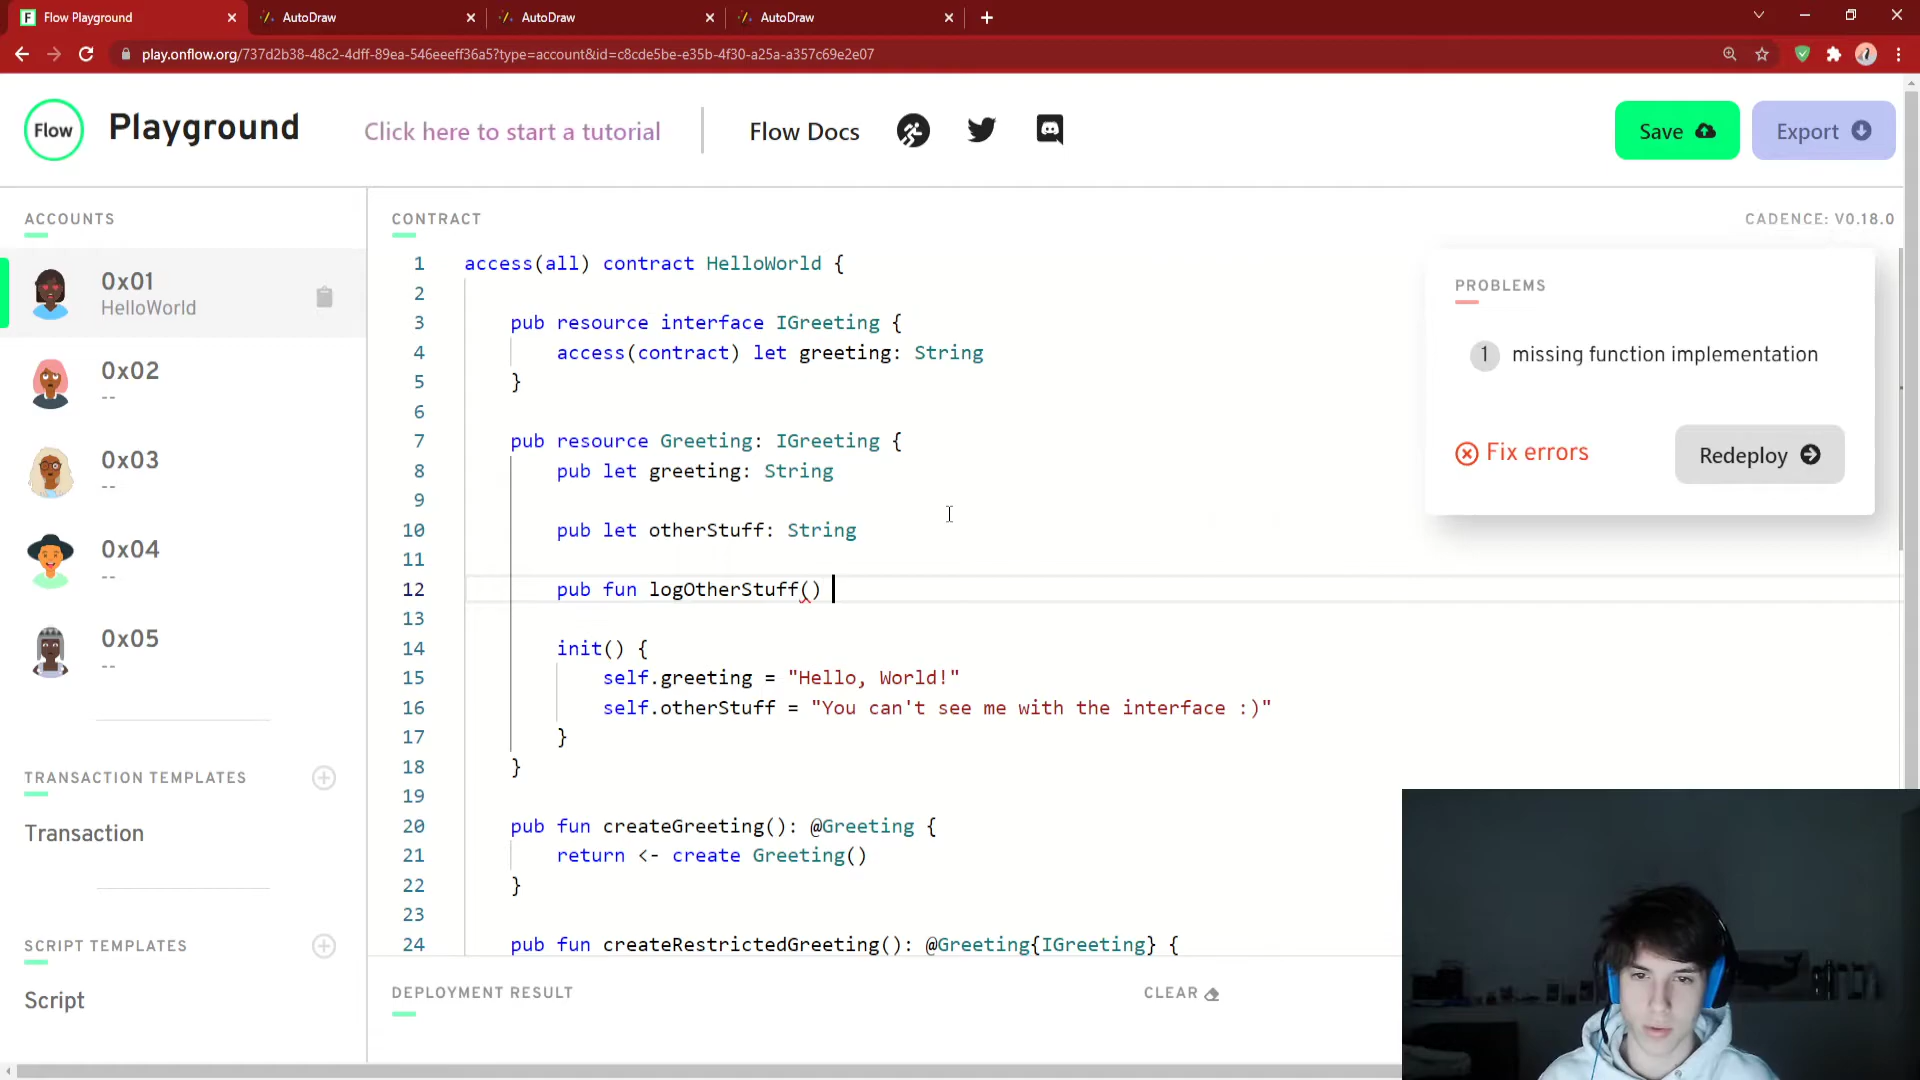 Flow Playground
AutoDraw
AutoDraw
AutoDraw
play.onflow.org/737d2b38-48c2-4dff-89ea-546eeeff36a5?type=account&id=c8cde5be-e35b-4f30-a25a-a357c69e2e07
Flow
Playground
Click here to start a tutorial
Flow Docs
Save
Export
ACCOUNTS
0x01
HelloWorld
0x02
--
0x03
--
0x04
--
0x05
--
TRANSACTION TEMPLATES
Transaction
SCRIPT TEMPLATES
Script
CONTRACT
CADENCE: V0.18.0
1 access(all) contract HelloWorld {
2
3 pub resource interface IGreeting {
4 access(contract) let greeting: String
5 }
6
7 pub resource Greeting: IGreeting {
8 pub let greeting: String
9
10 pub let otherStuff: String
11
12 pub fun logOtherStuff()
13
14 init() {
15 self.greeting = "Hello, World!"
16 self.otherStuff = "You can't see me with the interface :)"
17 }
18 }
19
20 pub fun createGreeting(): @Greeting {
21 return <- create Greeting()
22 }
23
24 pub fun createRestrictedGreeting(): @Greeting{IGreeting} {
PROBLEMS
1 missing function implementation
Fix errors
Redeploy
DEPLOYMENT RESULT
CLEAR